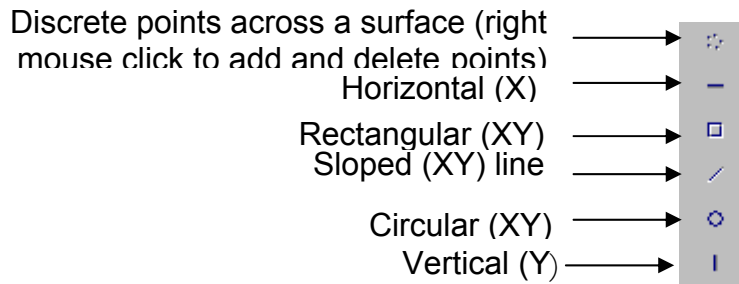 Discrete points across a surface (right
mouse click to add and delete points)
Horizontal (X)
Rectangular (XY)
Sloped (XY) line
Circular (XY)
Vertical (Y)